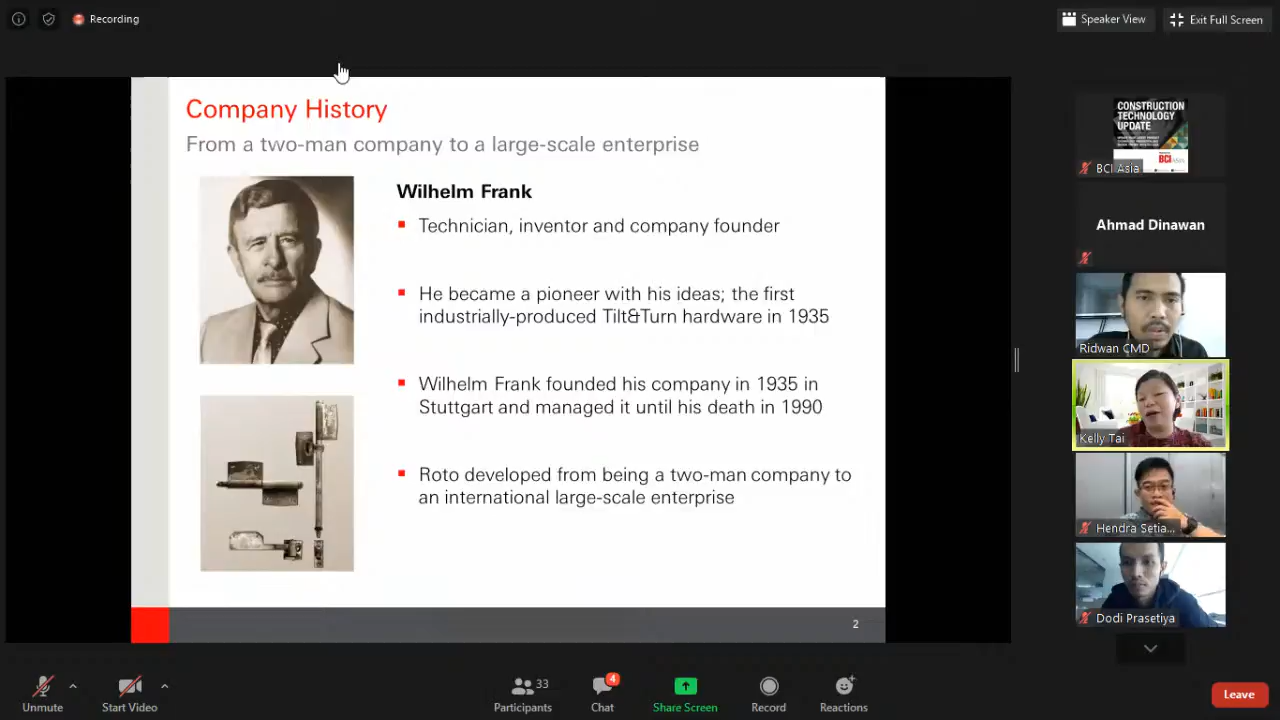 Recording
Speaker View
Exit Full Screen
Company History
From a two-man company to a large-scale enterprise
Wilhelm Frank
Technician, inventor and company founder
He became a pioneer with his ideas; the first
industrially-produced Tilt&Turn hardware in 1935
Wilhelm Frank founded his company in 1935 in
Stuttgart and managed it until his death in 1990
Roto developed from being a two-man company to
an international large-scale enterprise
2
CONSTRUCTION
TECHNOLOGY
UPDATE
BCI
BCI Asia
Ahmad Dinawan
Ridwan CMD
Kelly Tai
Hendra Setia...
Dodi Prasetiya
Unmute
Start Video
33
Participants
4
Chat
Share Screen
Record
Reactions
Leave